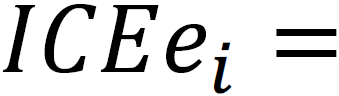 ICEe_i =